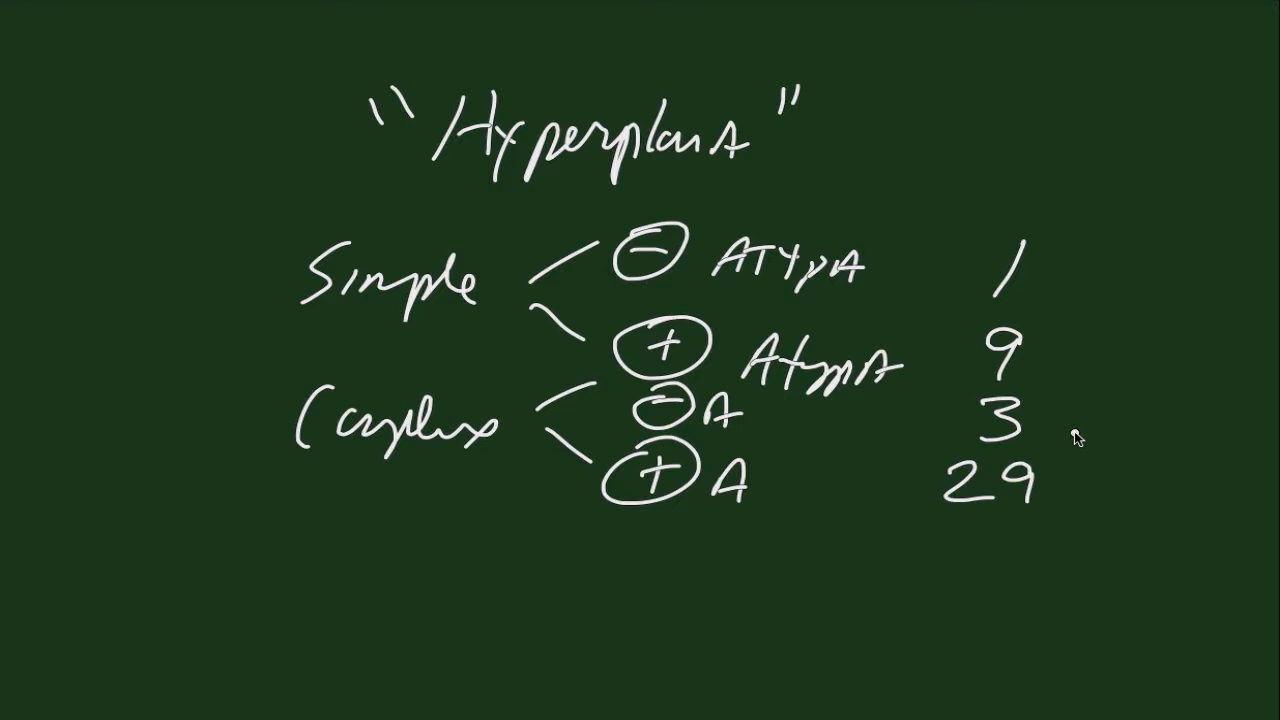 "Hyperplasia"
Simple - ATYPIA 1
+ AtypiA 9
Complex - A 3
+ A 29